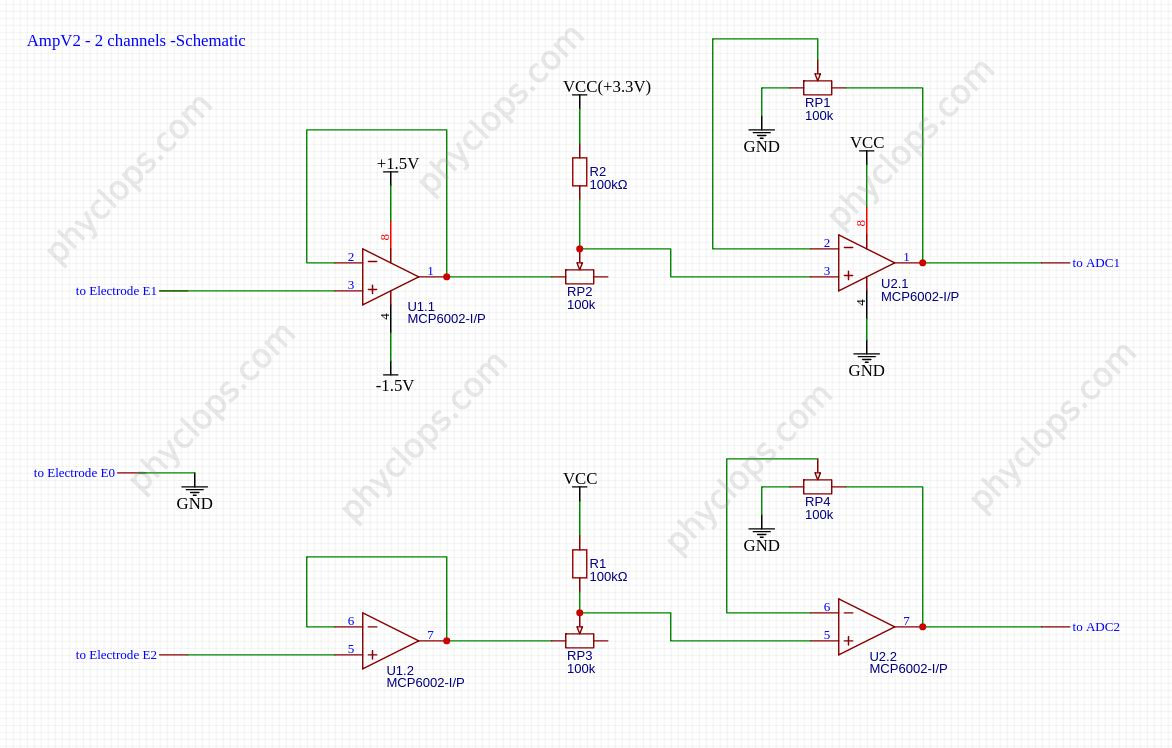 AmpV2 - 2 channels -Schematic
phyclops.com
phyclops.com
phyclops.com
RP1
100k
GND
VCC(+3.3V)
R2
100kΩ
VCC
+1.5V
8
8
2
1
3
to Electrode E1
U1.1
MCP6002-I/P
4
-1.5V
RP2
100k
2
1
3
to ADC1
U2.1
MCP6002-I/P
4
GND
phyclops.com
phyclops.com
phyclops.com
phyclops.com
to Electrode E0
GND
VCC
R1
100kΩ
RP4
100k
GND
6
7
5
to Electrode E2
U1.2
MCP6002-I/P
RP3
100k
6
7
5
to ADC2
U2.2
MCP6002-I/P